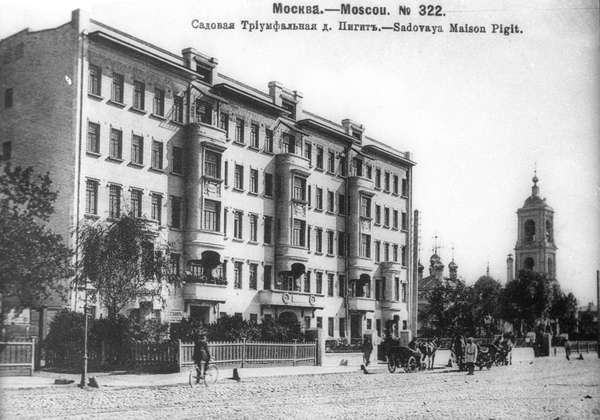 Москва.—Moscou. № 322.
Садовая Тріумфальная д. Пигитъ.—Sadovaya Maison Pigit.